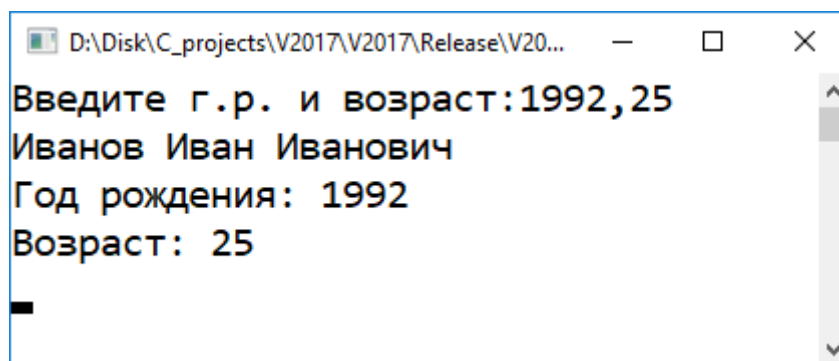 D:\Disk\C_projects\V2017\V2017\Release\V20...
Введите г.р. и возраст:1992,25
Иванов Иван Иванович
Год рождения: 1992
Возраст: 25